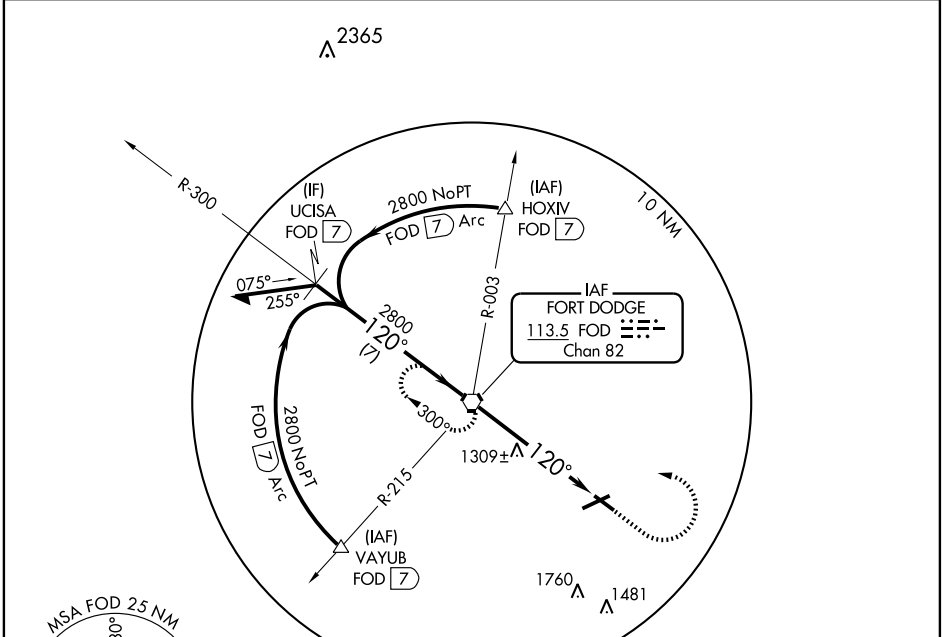 2365
R-300
(IF)
UCISA
FOD 7
2800 NoPT
FOD 7 Arc
(IAF)
HOXIV
FOD 7
10 NM
075°
255°
R-003
IAF
FORT DODGE
113.5 FOD
Chan 82
2800
120°
(7)
300°
2800 NoPT
FOD 7 Arc
1309±
120°
R-215
(IAF)
VAYUB
FOD 7
1760
1481
MSA FOD 25 NM